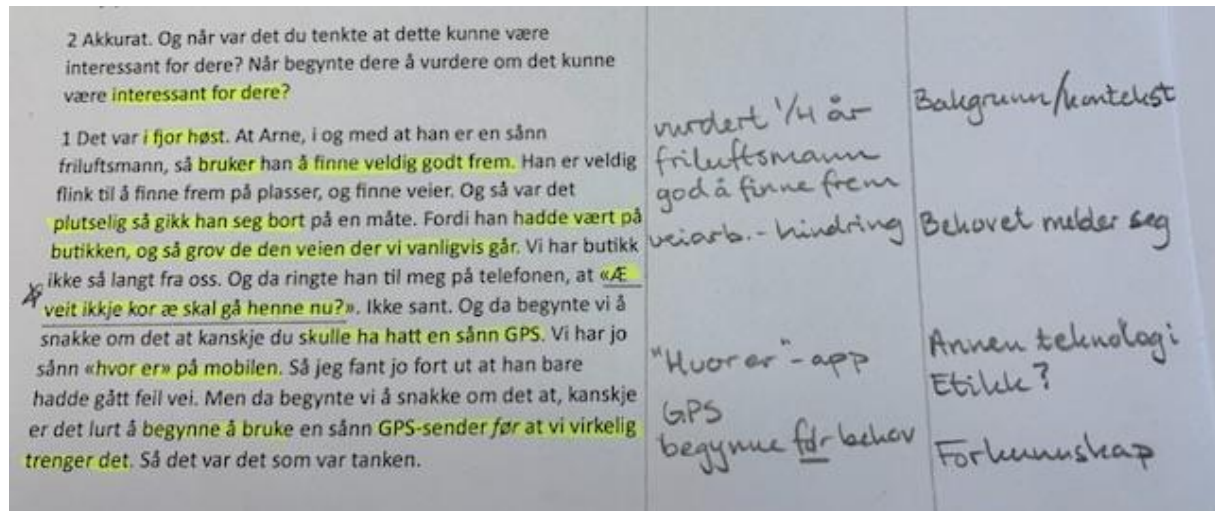 2 Akkurat. Og når var det du tenkte at dette kunne være
interessant for dere? Når begynte dere å vurdere om det kunne
være interessant for dere?
1 Det var i fjor høst. At Arne, i og med at han er en sånn
friluftsmann, så bruker han å finne veldig godt frem. Han er veldig
flink til å finne frem på plasser, og finne veier. Og så var det
plutselig så gikk han seg bort på en måte. Fordi han hadde vært på
butikken, og så grov de den veien der vi vanligvis går. Vi har butikk
ikke så langt fra oss. Og da ringte han til meg på telefonen, at «Æ
veit ikkje kor æ skal gå henne nu?». Ikke sant. Og da begynte vi å
snakke om det at kanskje du skulle ha hatt en sånn GPS. Vi har jo
sånn «hvor er» på mobilen. Så jeg fant jo fort ut at han bare
hadde gått feil vei. Men da begynte vi å snakke om det at, kanskje
er det lurt å begynne å bruke en sånn GPS-sender før at vi virkelig
trenger det. Så det var det som var tanken.
vurdert 1/4 år
friluftsmann
god å finne frem
veiarb. - hindring
"Hvor er"-app
GPS
begynne før behov
Bakgrunn/kontekst
Behovet melder seg
Annen teknologi
Etikk?
Forkunnskap